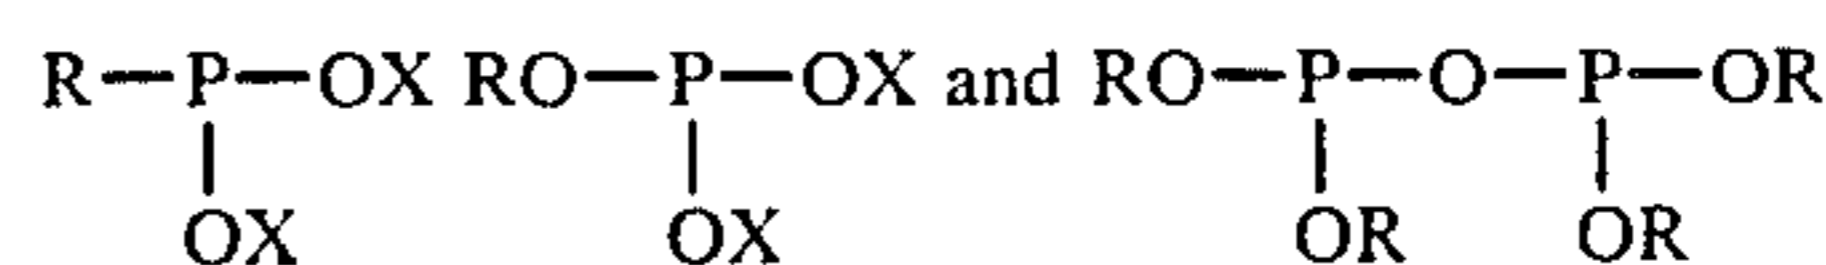 R—P—OX RO—P—OX and RO—P—O—P—OR
OX OX OR OR